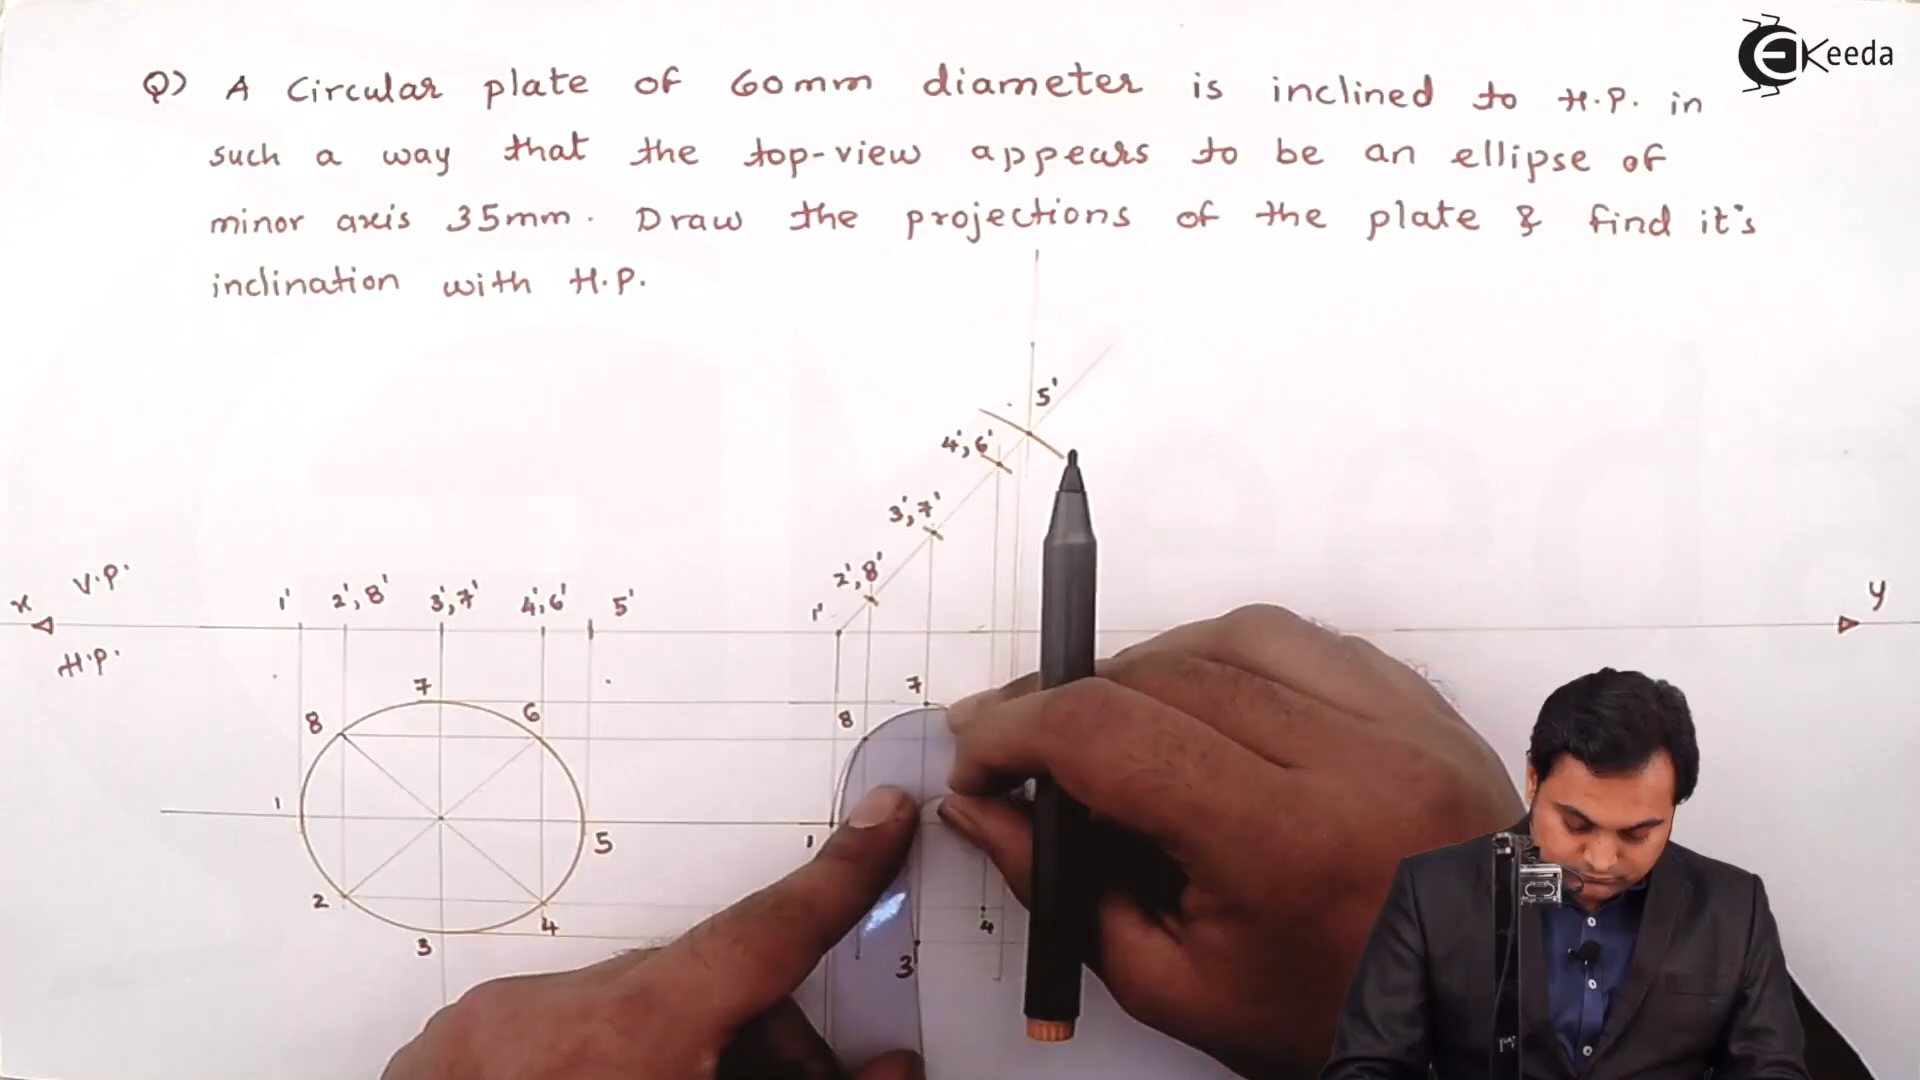 eKeeda
Q) A Circular plate of 60mm diameter is inclined to H.P. in
such a way that the top-view appears to be an ellipse of
minor axis 35mm. Draw the projections of the plate & find it's
inclination with H.P.
5'
4', 6'
3', 7'
2', 8'
1'
x V.P.
H.P.
1' 2', 8' 3', 7' 4', 6' 5'
y
7
8 6
1 5
2 4
3
7
8
1
4
3